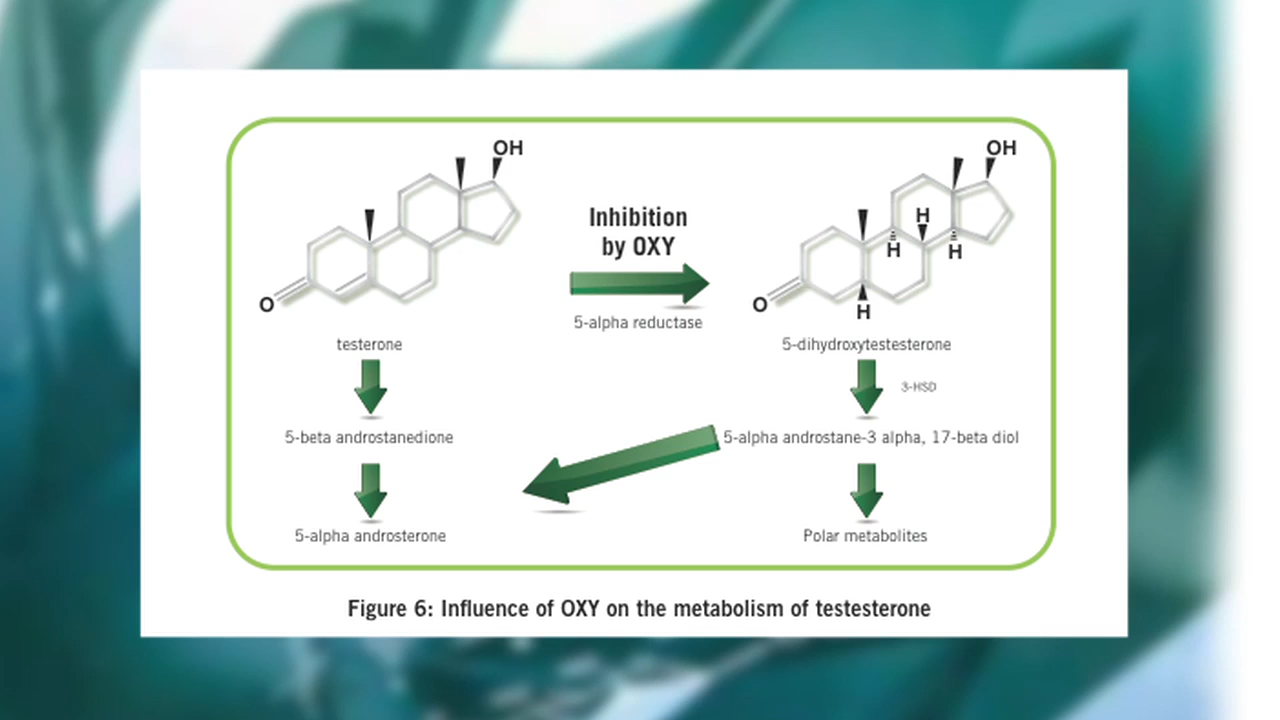 OH
OH
Inhibition
by OXY
H
H
H
O
O
H
5-alpha reductase
testerone
5-dihydroxytestesterone
3-HSD
5-beta androstanedione
5-alpha androstane-3 alpha, 17-beta diol
5-alpha androsterone
Polar metabolites
Figure 6: Influence of OXY on the metabolism of testesterone